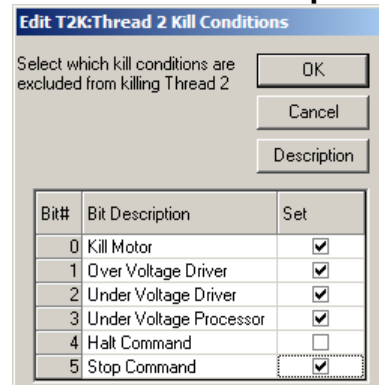 Edit T2K:Thread 2 Kill Conditions
Select which kill conditions are
excluded from killing Thread 2
OK
Cancel
Description
Bit# Bit Description Set
0 Kill Motor
1 Over Voltage Driver
2 Under Voltage Driver
3 Under Voltage Processor
4 Halt Command
5 Stop Command